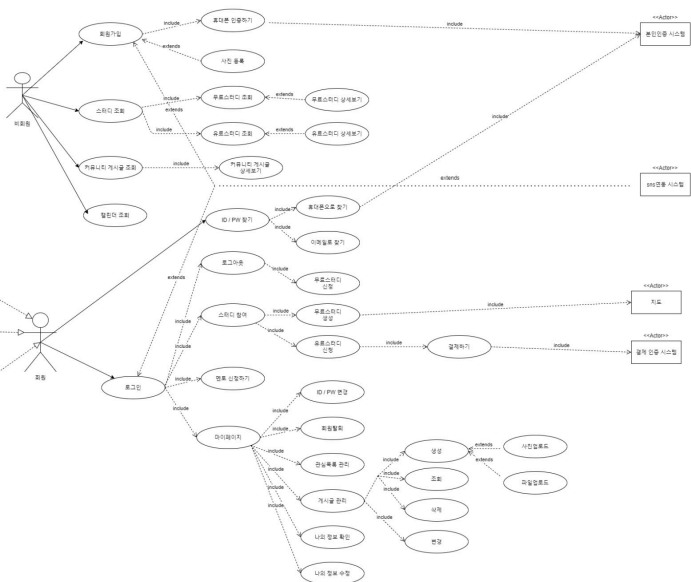 <<Actor>>
휴대폰 인증하기
include
include
회원가입
본인인증 시스템
extends
사진 등록
include
무료스터디 조회
extends
무료스터디 상세보기
비회원
스터디 조회
extends
include
유료스터디 조회
extends
유료스터디 상세보기
커뮤니티 게시글 조회
include
커뮤니티 게시글
상세보기
<<Actor>>
extends
sns연동 시스템
캘린더 조회
ID / PW 찾기
include
휴대폰으로 찾기
include
이메일로 찾기
extends
로그아웃
include
무료스터디
신청
include
<<Actor>>
스터디 참여
include
무료스터디
생성
include
지도
include
include
유료스터디
신청
include
결제하기
include
<<Actor>>
결제 인증 시스템
회원
로그인
include
멘토 신청하기
include
마이페이지
include
ID / PW 변경
include
회원탈퇴
include
관심목록 관리
include
게시글 관리
include
생성
extends
사진업로드
extends
파일업로드
include
조회
include
삭제
include
변경
include
나의 정보 확인
include
나의 정보 수정